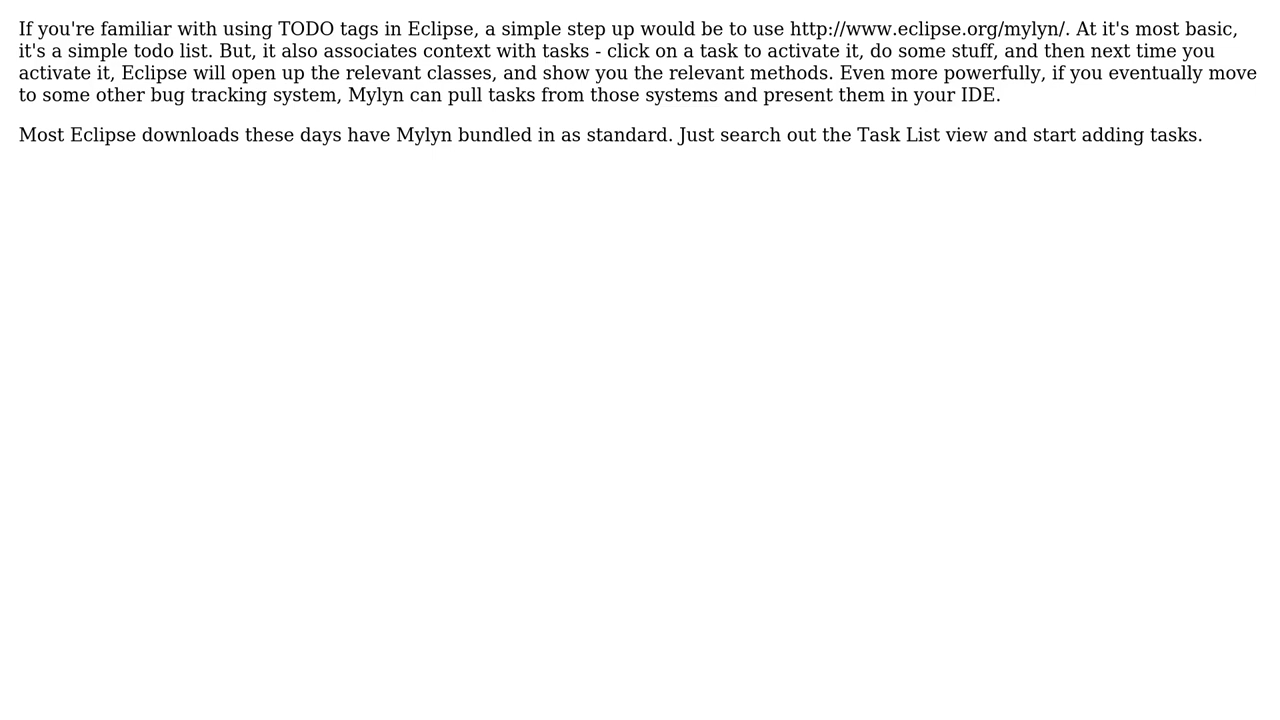 If you're familiar with using TODO tags in Eclipse, a simple step up would be to use http://www.eclipse.org/mylyn/. At it's most basic,
it's a simple todo list. But, it also associates context with tasks - click on a task to activate it, do some stuff, and then next time you
activate it, Eclipse will open up the relevant classes, and show you the relevant methods. Even more powerfully, if you eventually move
to some other bug tracking system, Mylyn can pull tasks from those systems and present them in your IDE.
Most Eclipse downloads these days have Mylyn bundled in as standard. Just search out the Task List view and start adding tasks.